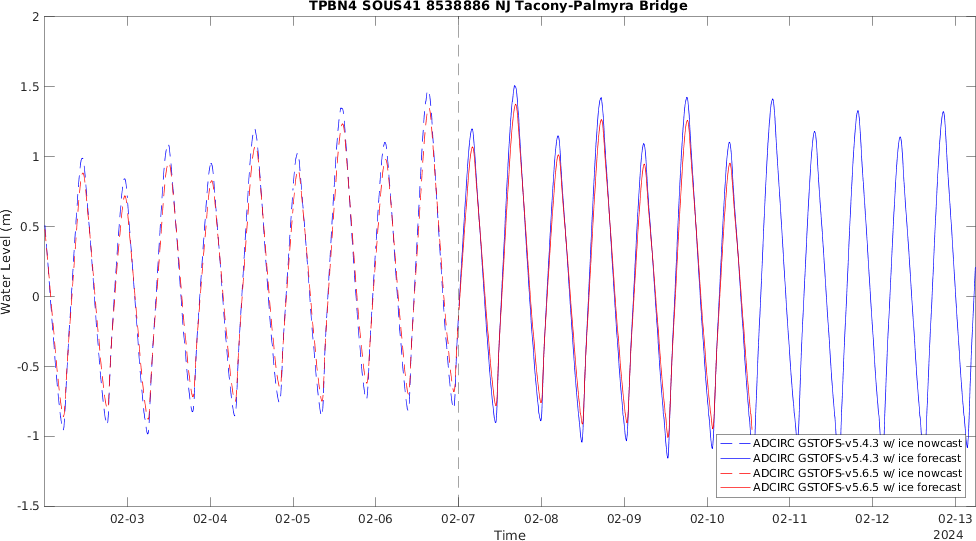 TPBN4 SOUS41 8538886 NJ Tacony-Palmyra Bridge
2
1.5
1
0.5
0
-0.5
-1
-1.5
Water Level (m)
ADCIRC GSTOFS-v5.4.3 w/ ice nowcast
ADCIRC GSTOFS-v5.4.3 w/ ice forecast
ADCIRC GSTOFS-v5.6.5 w/ ice nowcast
ADCIRC GSTOFS-v5.6.5 w/ ice forecast
02-03 02-04 02-05 02-06 02-07 02-08 02-09 02-10 02-11 02-12 02-13
Time
2024